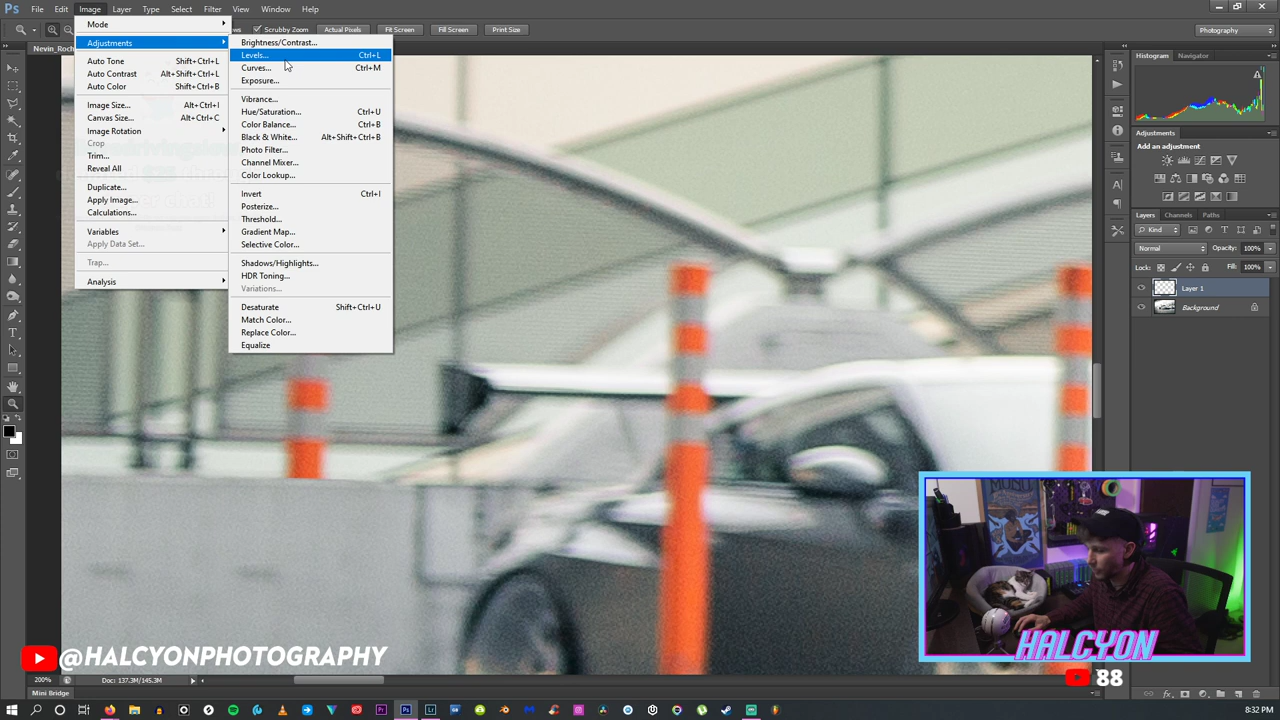 Ps File Edit Image Layer Type Select Filter View Window Help
Scrubby Zoom Actual Pixels Fit Screen Fill Screen Print Size Photography
Nevin_Roch
Mode
Adjustments
Auto Tone Shift+Ctrl+L
Auto Contrast Alt+Shift+Ctrl+L
Auto Color Shift+Ctrl+B
Image Size... Alt+Ctrl+I
Canvas Size... Alt+Ctrl+C
Image Rotation
Crop
Trim...
Reveal All
Duplicate...
Apply Image...
Calculations...
Variables
Apply Data Set...
Trap...
Analysis
Brightness/Contrast...
Levels... Ctrl+L
Curves... Ctrl+M
Exposure...
Vibrance...
Hue/Saturation... Ctrl+U
Color Balance... Ctrl+B
Black & White... Alt+Shift+Ctrl+B
Photo Filter...
Channel Mixer...
Color Lookup...
Invert Ctrl+I
Posterize...
Threshold...
Gradient Map...
Selective Color...
Shadows/Highlights...
HDR Toning...
Variations...
Desaturate Shift+Ctrl+U
Match Color...
Replace Color...
Equalize
Histogram Navigator
Adjustments
Add an adjustment
Layers Channels Paths
Kind
Normal Opacity: 100%
Lock: Fill: 100%
Layer 1
Background
@HALCYONPHOTOGRAPHY
HALCYON
88
200% Doc: 137.3M/145.3M
Mini Bridge
8:32 PM